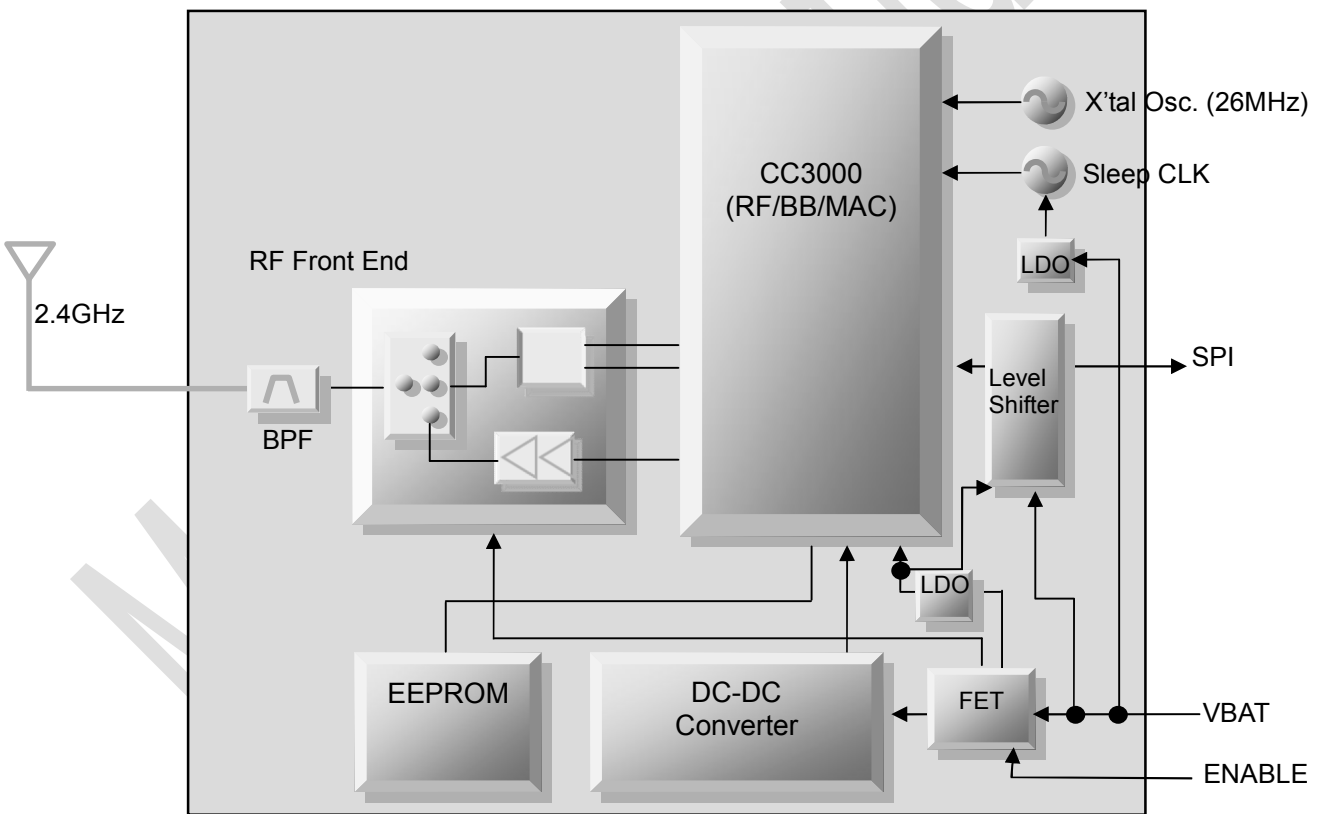 X'tal Osc. (26MHz)
CC3000
(RF/BB/MAC)
Sleep CLK
RF Front End
LDO
2.4GHz
SPI
Level
Shifter
BPF
LDO
EEPROM
DC-DC
Converter
FET
VBAT
ENABLE